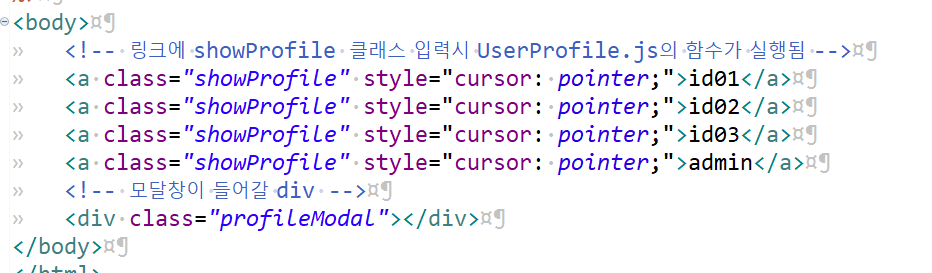 <body>
<!-- 링크에 showProfile 클래스 입력시 UserProfile.js의 함수가 실행됨 -->
<a class="showProfile" style="cursor: pointer;">id01</a>
<a class="showProfile" style="cursor: pointer;">id02</a>
<a class="showProfile" style="cursor: pointer;">id03</a>
<a class="showProfile" style="cursor: pointer;">admin</a>
<!-- 모달창이 들어갈 div -->
<div class="profileModal"></div>
</body>
</html>